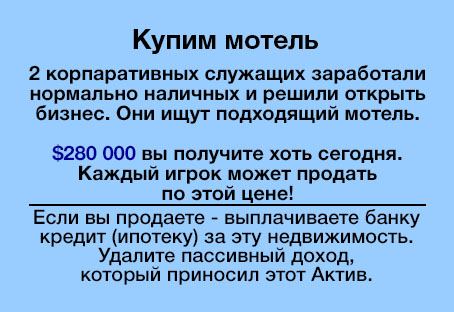 Купим мотель
2 корпаративных служащих заработали
нормально наличных и решили открыть
бизнес. Они ищут подходящий мотель.
$280 000 вы получите хоть сегодня.
Каждый игрок может продать
по этой цене!
Если вы продаете - выплачиваете банку
кредит (ипотеку) за эту недвижимость.
Удалите пассивный доход,
который приносил этот Актив.